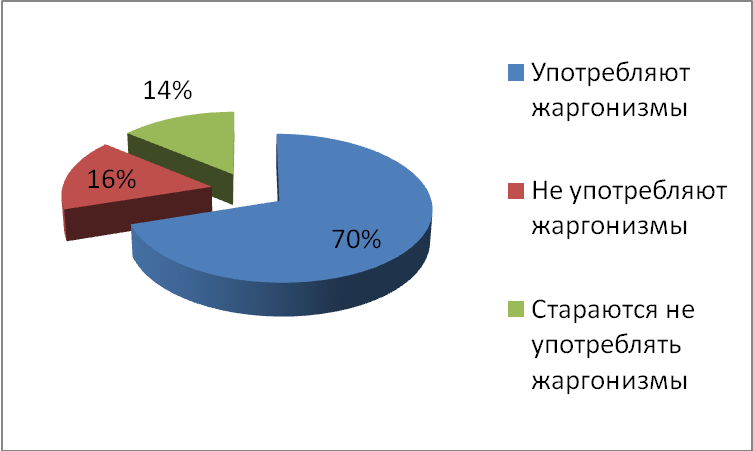 14%
16%
70%
Употребляют
жаргонизмы
Не употребляют
жаргонизмы
Стараются не
употреблять
жаргонизмы